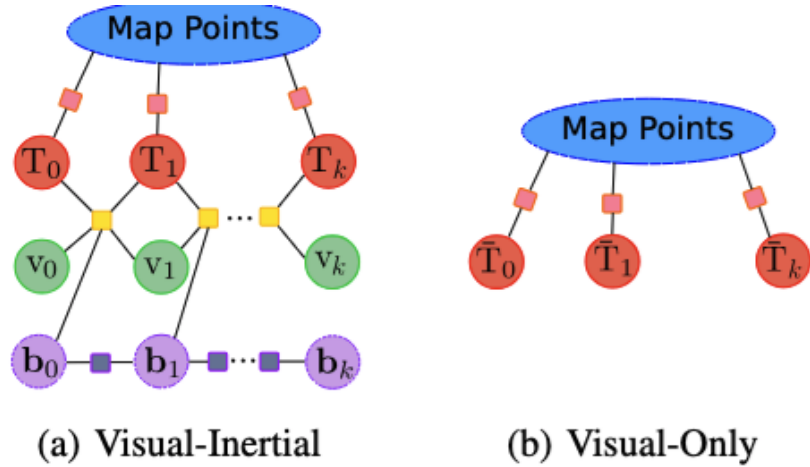 Map Points
T₀ T₁ Tₖ
...
v₀ v₁ vₖ
b₀ b₁ ... bₖ
(a) Visual-Inertial
Map Points
T̄₀ T̄₁ T̄ₖ
(b) Visual-Only